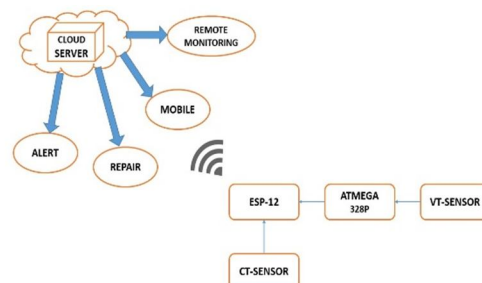 CLOUD
SERVER
REMOTE
MONITORING
MOBILE
ALERT
REPAIR
ESP-12
ATMEGA
328P
VT-SENSOR
CT-SENSOR